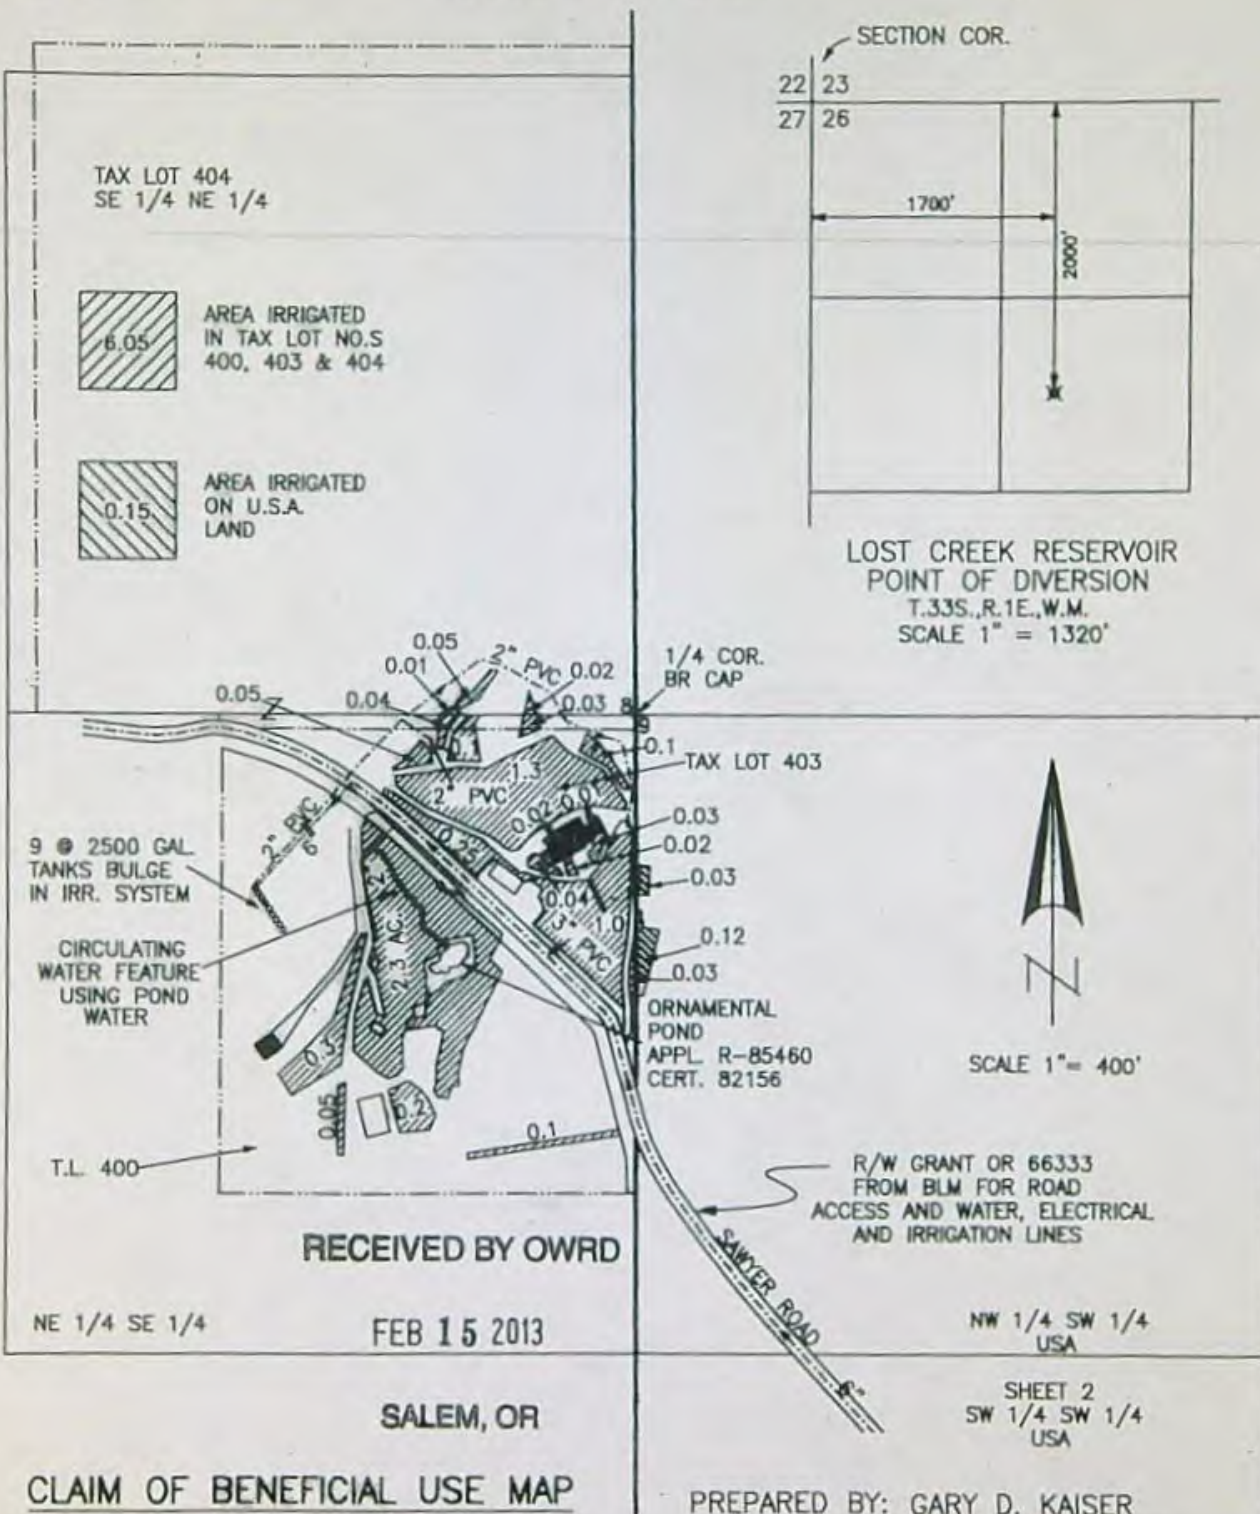 SECTION COR.
22 23
27 26
1700'
2000'
LOST CREEK RESERVOIR
POINT OF DIVERSION
T.33S.,R.1E.,W.M.
SCALE 1" = 1320'
TAX LOT 404
SE 1/4 NE 1/4
6.05
AREA IRRIGATED
IN TAX LOT NO.S
400, 403 & 404
0.15
AREA IRRIGATED
ON U.S.A.
LAND
0.05
0.01
2" PVC
0.02
0.05
0.04
0.03
1/4 COR.
BR CAP
8
9
0.1
0.1
1.3
TAX LOT 403
2" PVC
0.02
0.01
0.03
0.02
0.03
0.25
0.04
1.0
3" PVC
0.12
0.03
2" PVC
6"
9 @ 2500 GAL.
TANKS BULGE
IN IRR. SYSTEM
CIRCULATING
WATER FEATURE
USING POND
WATER
2"
2.3 AC.
0.3
0.05
0.2
0.1
T.L. 400
ORNAMENTAL
POND
APPL. R-85460
CERT. 82156
N
SCALE 1"= 400'
R/W GRANT OR 66333
FROM BLM FOR ROAD
ACCESS AND WATER, ELECTRICAL
AND IRRIGATION LINES
SAWYER ROAD
6"
RECEIVED BY OWRD
FEB 15 2013
SALEM, OR
NE 1/4 SE 1/4
NW 1/4 SW 1/4
USA
SHEET 2
SW 1/4 SW 1/4
USA
CLAIM OF BENEFICIAL USE MAP
PREPARED BY: GARY D. KAISER